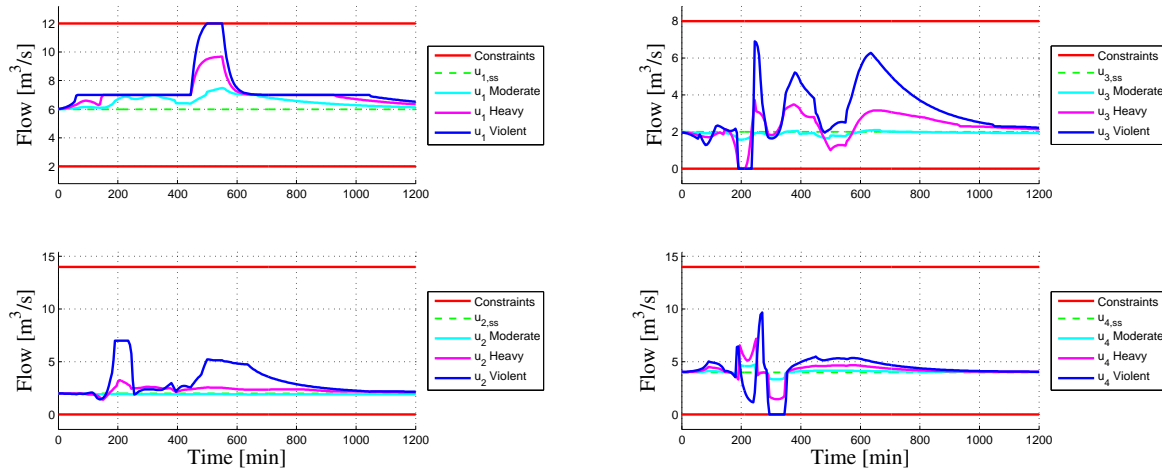 12
10
8
6
4
2
0 200 400 600 800 1000 1200
Flow [m³/s]
Constraints
u1,ss
u1 Moderate
u1 Heavy
u1 Violent
8
6
4
2
0
0 200 400 600 800 1000 1200
Flow [m³/s]
Constraints
u3,ss
u3 Moderate
u3 Heavy
u3 Violent
15
10
5
0
0 200 400 600 800 1000 1200
Flow [m³/s]
Time [min]
Constraints
u2,ss
u2 Moderate
u2 Heavy
u2 Violent
15
10
5
0
0 200 400 600 800 1000 1200
Flow [m³/s]
Time [min]
Constraints
u4,ss
u4 Moderate
u4 Heavy
u4 Violent